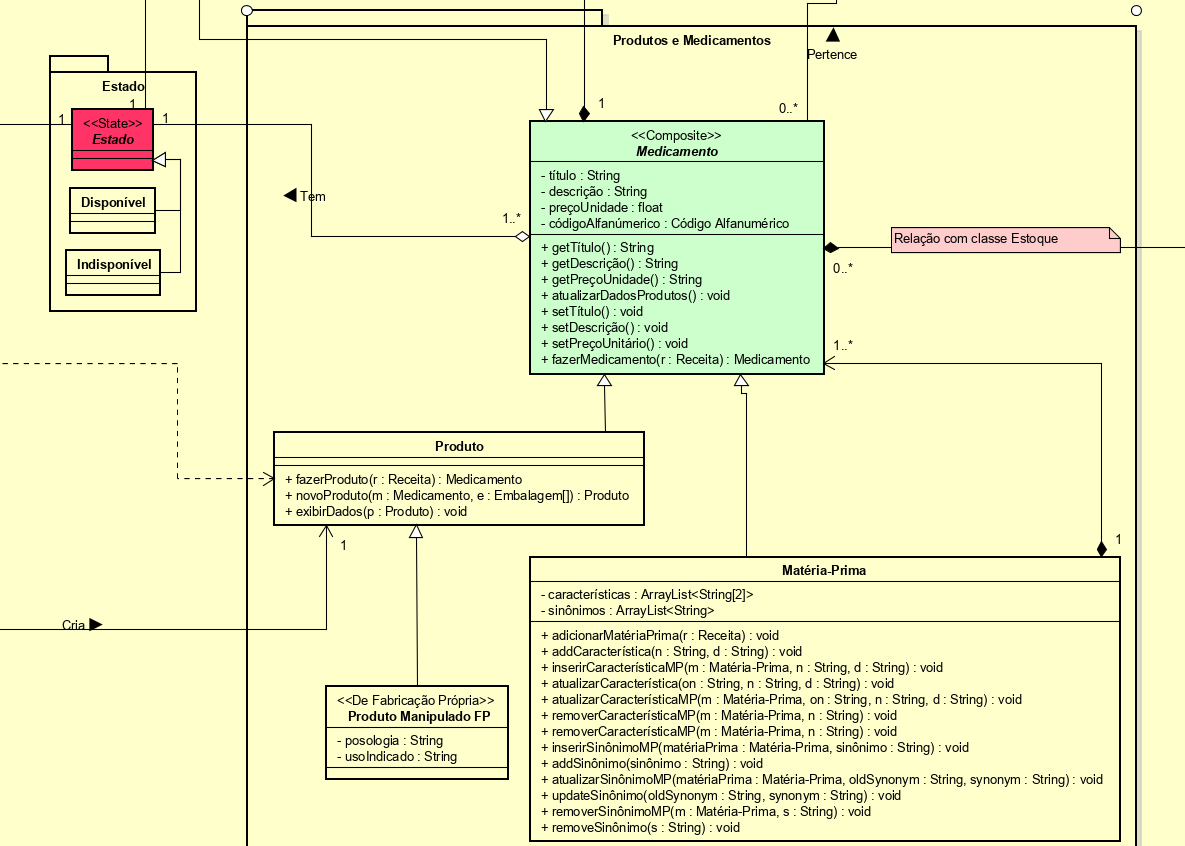 Produtos e Medicamentos
Pertence
Estado
1
1
1
<<State>>
Estado
Disponível
Indisponível
Tem
1..*
1
0..*
<<Composite>>
Medicamento
- título : String
- descrição : String
- preçoUnidade : float
- códigoAlfanúmerico : Código Alfanumérico
+ getTítulo() : String
+ getDescrição() : String
+ getPreçoUnidade() : String
+ atualizarDadosProdutos() : void
+ setTítulo() : void
+ setDescrição() : void
+ setPreçoUnitário() : void
+ fazerMedicamento(r : Receita) : Medicamento
Relação com classe Estoque
0..*
1..*
Produto
+ fazerProduto(r : Receita) : Medicamento
+ novoProduto(m : Medicamento, e : Embalagem[]) : Produto
+ exibirDados(p : Produto) : void
1
Cria
<<De Fabricação Própria>>
Produto Manipulado FP
- posologia : String
- usoIndicado : String
1
Matéria-Prima
- características : ArrayList<String[2]>
- sinônimos : ArrayList<String>
+ adicionarMatériaPrima(r : Receita) : void
+ addCaracterística(n : String, d : String) : void
+ inserirCaracterísticaMP(m : Matéria-Prima, n : String, d : String) : void
+ atualizarCaracterística(on : String, n : String, d : String) : void
+ atualizarCaracterísticaMP(m : Matéria-Prima, on : String, n : String, d : String) : void
+ removerCaracterísticaMP(m : Matéria-Prima, n : String) : void
+ removerCaracterísticaMP(m : Matéria-Prima, n : String) : void
+ inserirSinônimoMP(matériaPrima : Matéria-Prima, sinônimo : String) : void
+ addSinônimo(sinônimo : String) : void
+ atualizarSinônimoMP(matériaPrima : Matéria-Prima, oldSynonym : String, synonym : String) : void
+ updateSinônimo(oldSynonym : String, synonym : String) : void
+ removerSinônimoMP(m : Matéria-Prima, s : String) : void
+ removeSinônimo(s : String) : void